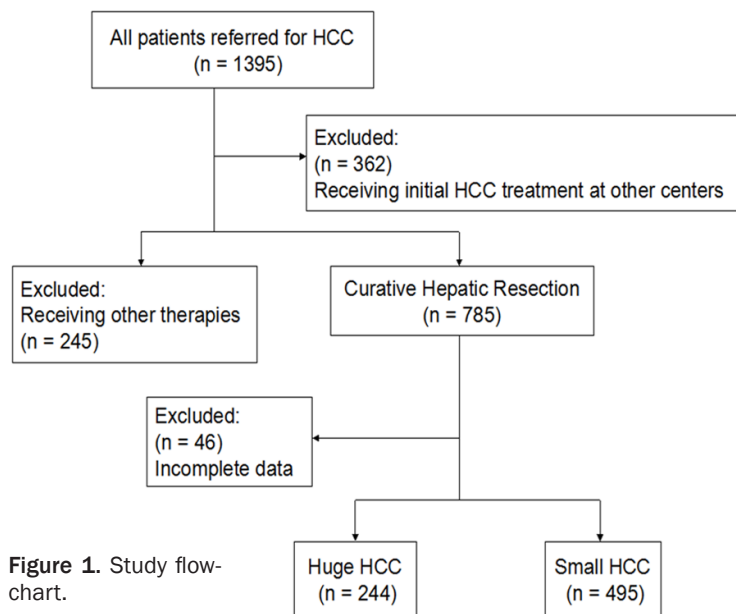 All patients referred for HCC
(n = 1395)
Excluded:
(n = 362)
Receiving initial HCC treatment at other centers
Excluded:
Receiving other therapies
(n = 245)
Curative Hepatic Resection
(n = 785)
Excluded:
(n = 46)
Incomplete data
Huge HCC
(n = 244)
Small HCC
(n = 495)
Figure 1. Study flow-
chart.